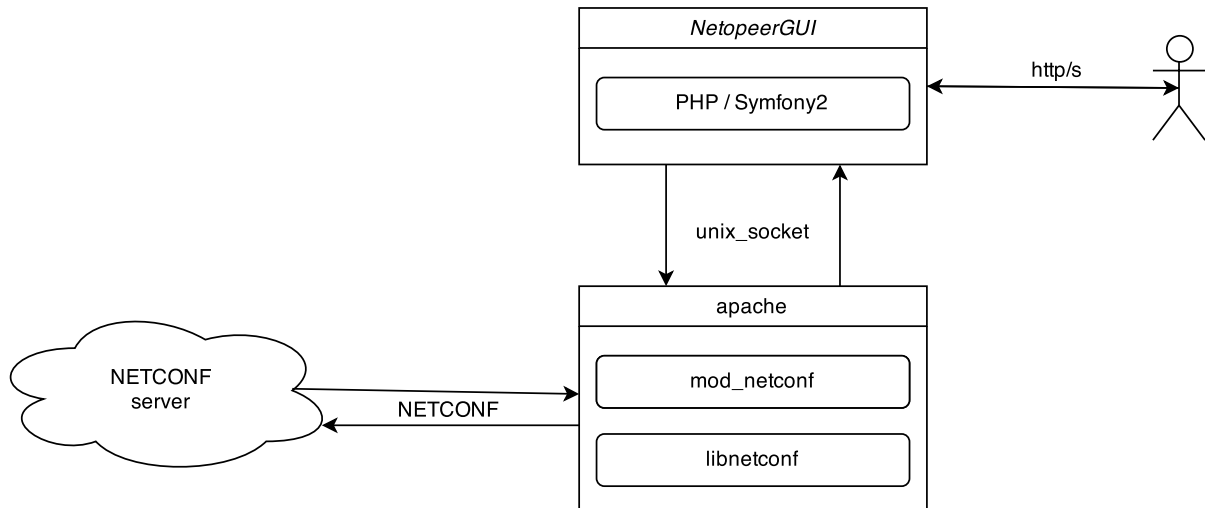 NetopeerGUI
PHP / Symfony2
http/s
unix_socket
apache
mod_netconf
libnetconf
NETCONF
server
NETCONF